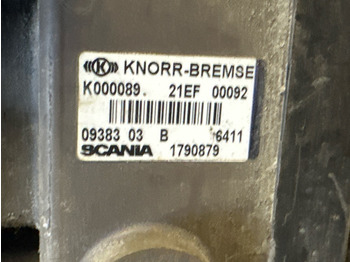 KNORR-BREMSE
K000089. 21EF 00092
09383 03 B 6411
SCANIA 1790879